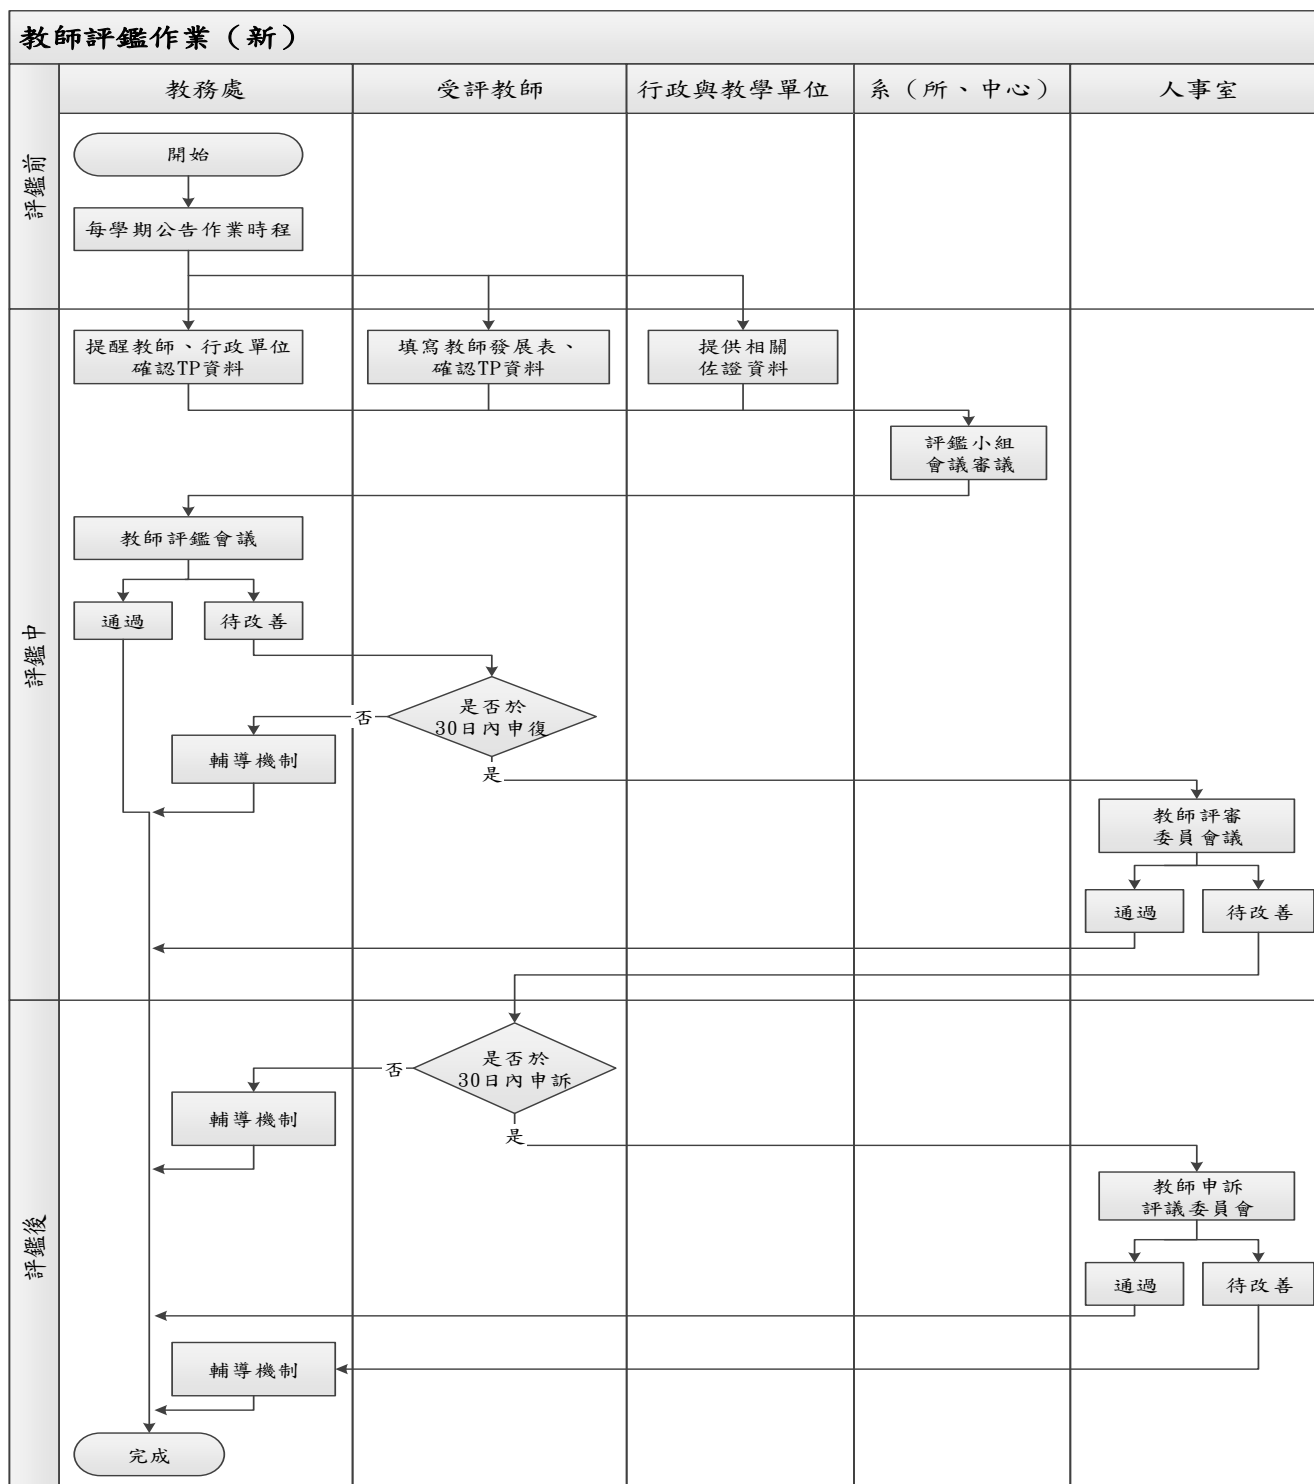 教師評鑑作業（新）
教務處
受評教師
行政與教學單位
系（所、中心）
人事室
評鑑前
開始
每學期公告作業時程
評鑑中
提醒教師、行政單位
確認TP資料
填寫教師發展表、
確認TP資料
提供相關
佐證資料
評鑑小組
會議審議
教師評鑑會議
通過
待改善
是否於
30日內申復
否
是
輔導機制
教師評審
委員會議
通過
待改善
評鑑後
是否於
30日內申訴
否
是
輔導機制
教師申訴
評議委員會
通過
待改善
輔導機制
完成